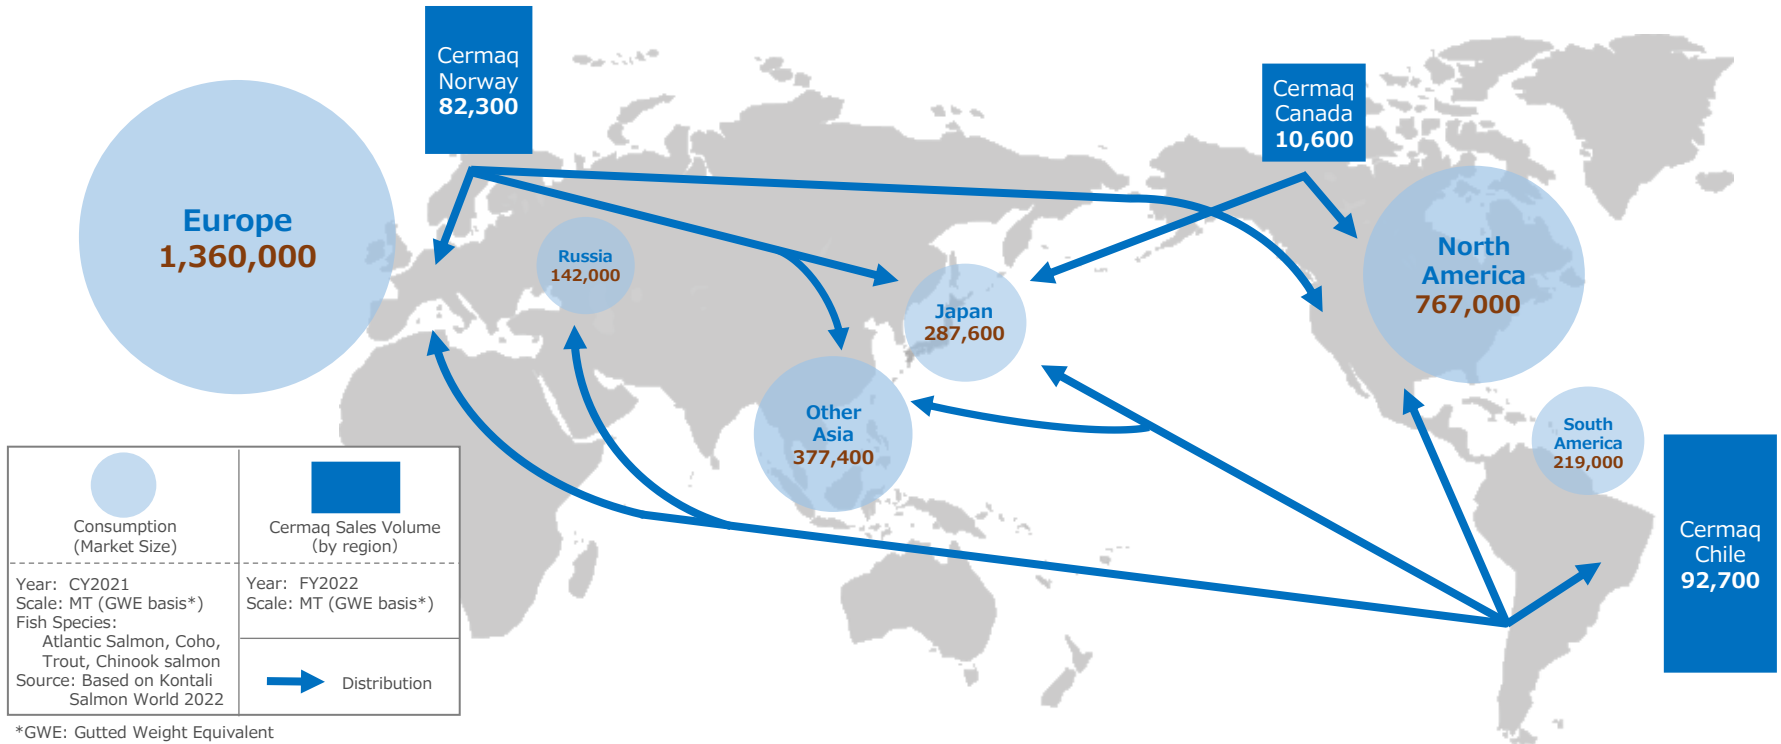 Cermaq
Norway
82,300
Cermaq
Canada
10,600
Europe
1,360,000
Russia
142,000
Japan
287,600
North
America
767,000
Other
Asia
377,400
South
America
219,000
Cermaq
Chile
92,700
Consumption
(Market Size)
Cermaq Sales Volume
(by region)
Year: CY2021
Scale: MT (GWE basis*)
Fish Species:
Atlantic Salmon, Coho,
Trout, Chinook salmon
Source: Based on Kontali
Salmon World 2022
Year: FY2022
Scale: MT (GWE basis*)
Distribution
*GWE: Gutted Weight Equivalent